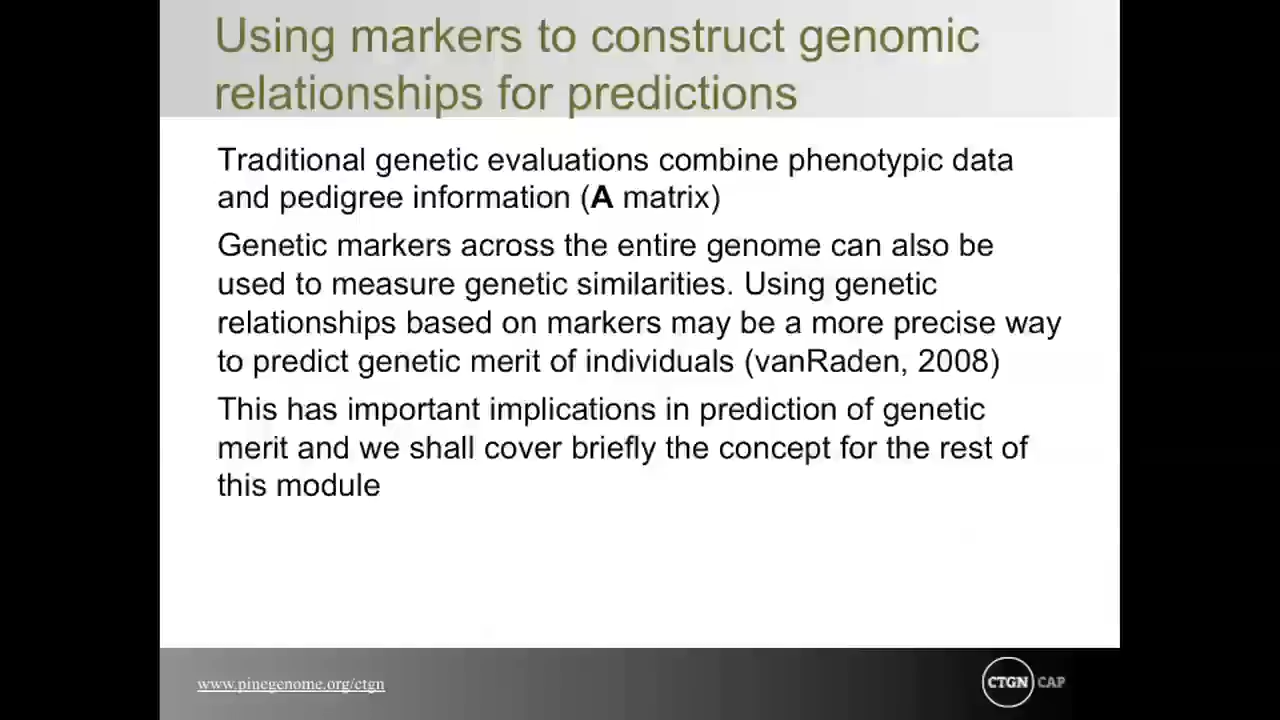 Using markers to construct genomic
relationships for predictions
Traditional genetic evaluations combine phenotypic data
and pedigree information (A matrix)
Genetic markers across the entire genome can also be
used to measure genetic similarities. Using genetic
relationships based on markers may be a more precise way
to predict genetic merit of individuals (vanRaden, 2008)
This has important implications in prediction of genetic
merit and we shall cover briefly the concept for the rest of
this module
www.pinegenome.org/ctgn
CTGN CAP